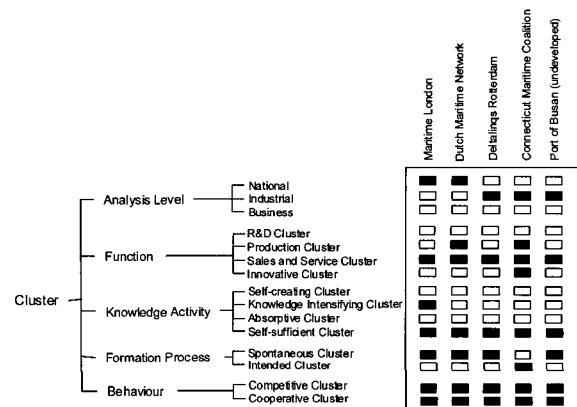 Maritime London
Dutch Maritime Network
Deltalinqs Rotterdam
Connecticut Maritime Coalition
Port of Busan (undeveloped)
Cluster
Analysis Level
National
Industrial
Business
Function
R&D Cluster
Production Cluster
Sales and Service Cluster
Innovative Cluster
Knowledge Activity
Self-creating Cluster
Knowledge Intensifying Cluster
Absorptive Cluster
Self-sufficient Cluster
Formation Process
Spontaneous Cluster
Intended Cluster
Behaviour
Competitive Cluster
Cooperative Cluster